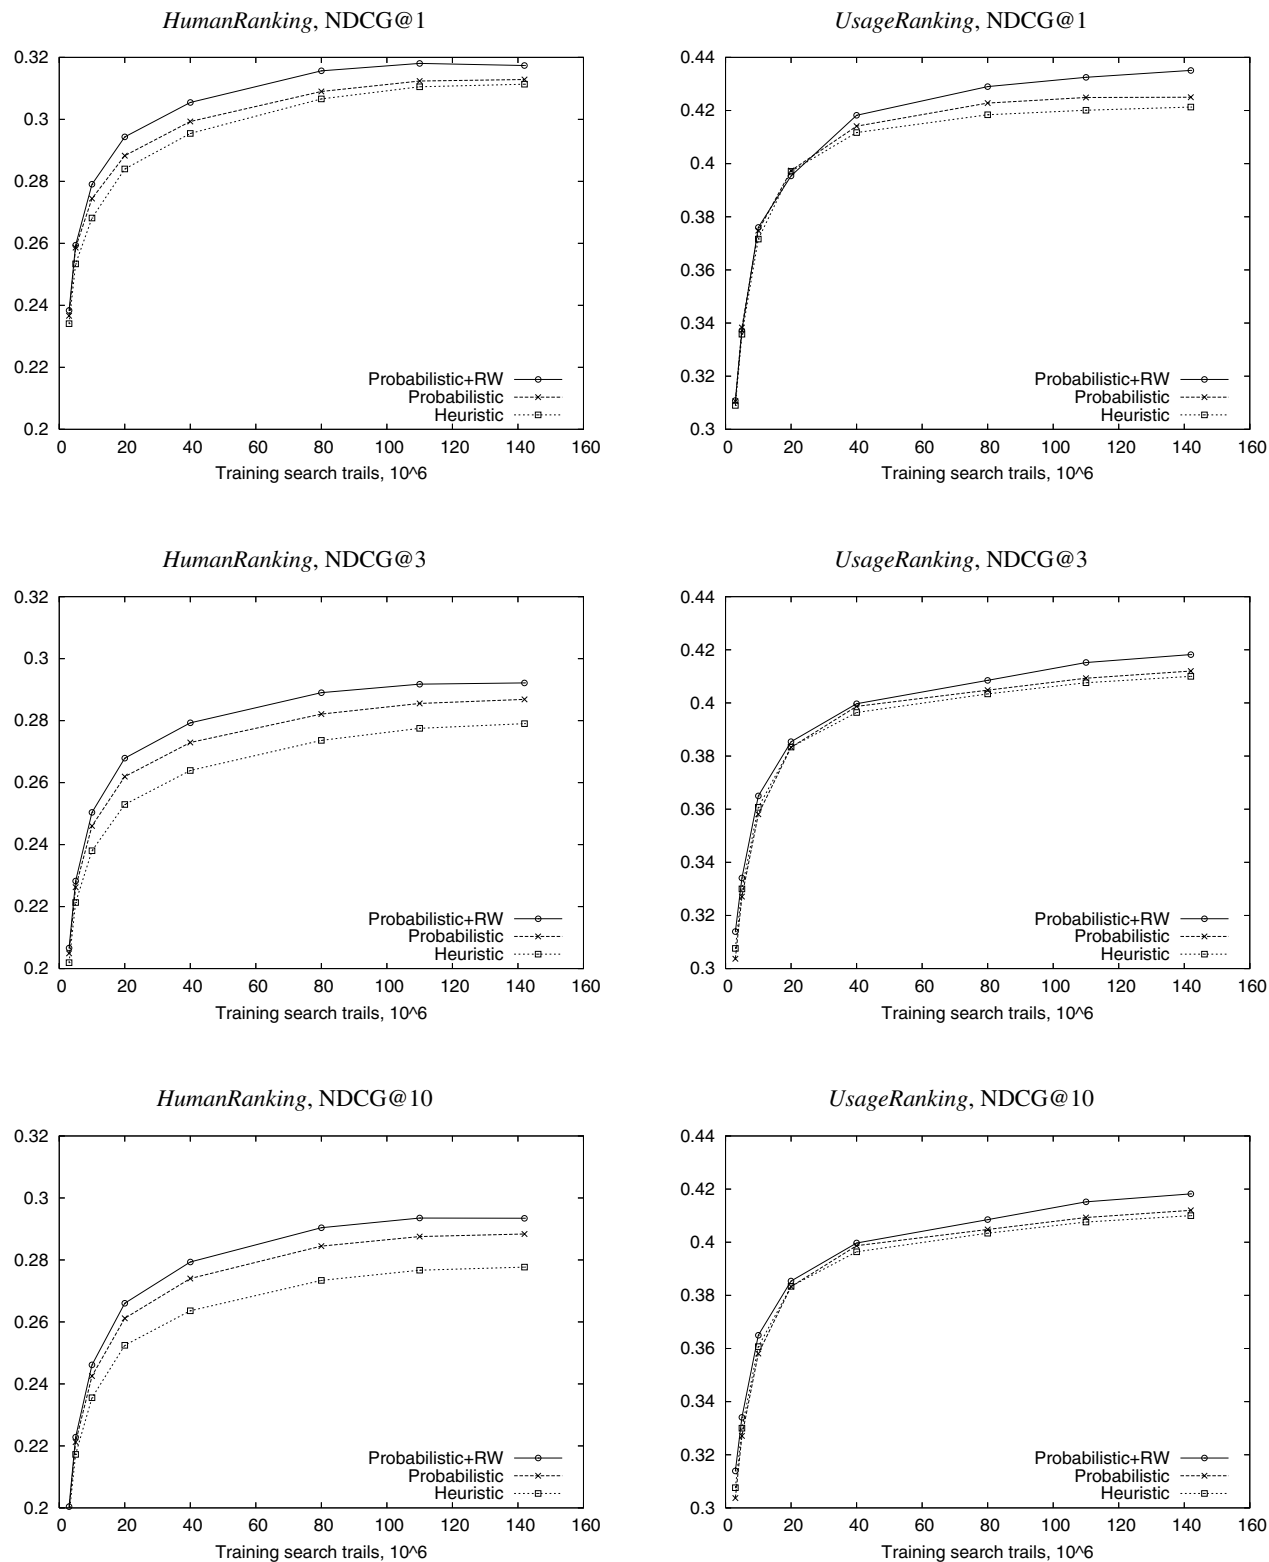 HumanRanking, NDCG@1
0.32
0.3
0.28
0.26
0.24
0.22
0.2
Probabilistic+RW
Probabilistic
Heuristic
0 20 40 60 80 100 120 140 160
Training search trails, 10^6
UsageRanking, NDCG@1
0.44
0.42
0.4
0.38
0.36
0.34
0.32
0.3
Probabilistic+RW
Probabilistic
Heuristic
0 20 40 60 80 100 120 140 160
Training search trails, 10^6
HumanRanking, NDCG@3
0.32
0.3
0.28
0.26
0.24
0.22
0.2
Probabilistic+RW
Probabilistic
Heuristic
0 20 40 60 80 100 120 140 160
Training search trails, 10^6
UsageRanking, NDCG@3
0.44
0.42
0.4
0.38
0.36
0.34
0.32
0.3
Probabilistic+RW
Probabilistic
Heuristic
0 20 40 60 80 100 120 140 160
Training search trails, 10^6
HumanRanking, NDCG@10
0.32
0.3
0.28
0.26
0.24
0.22
0.2
Probabilistic+RW
Probabilistic
Heuristic
0 20 40 60 80 100 120 140 160
Training search trails, 10^6
UsageRanking, NDCG@10
0.44
0.42
0.4
0.38
0.36
0.34
0.32
0.3
Probabilistic+RW
Probabilistic
Heuristic
0 20 40 60 80 100 120 140 160
Training search trails, 10^6